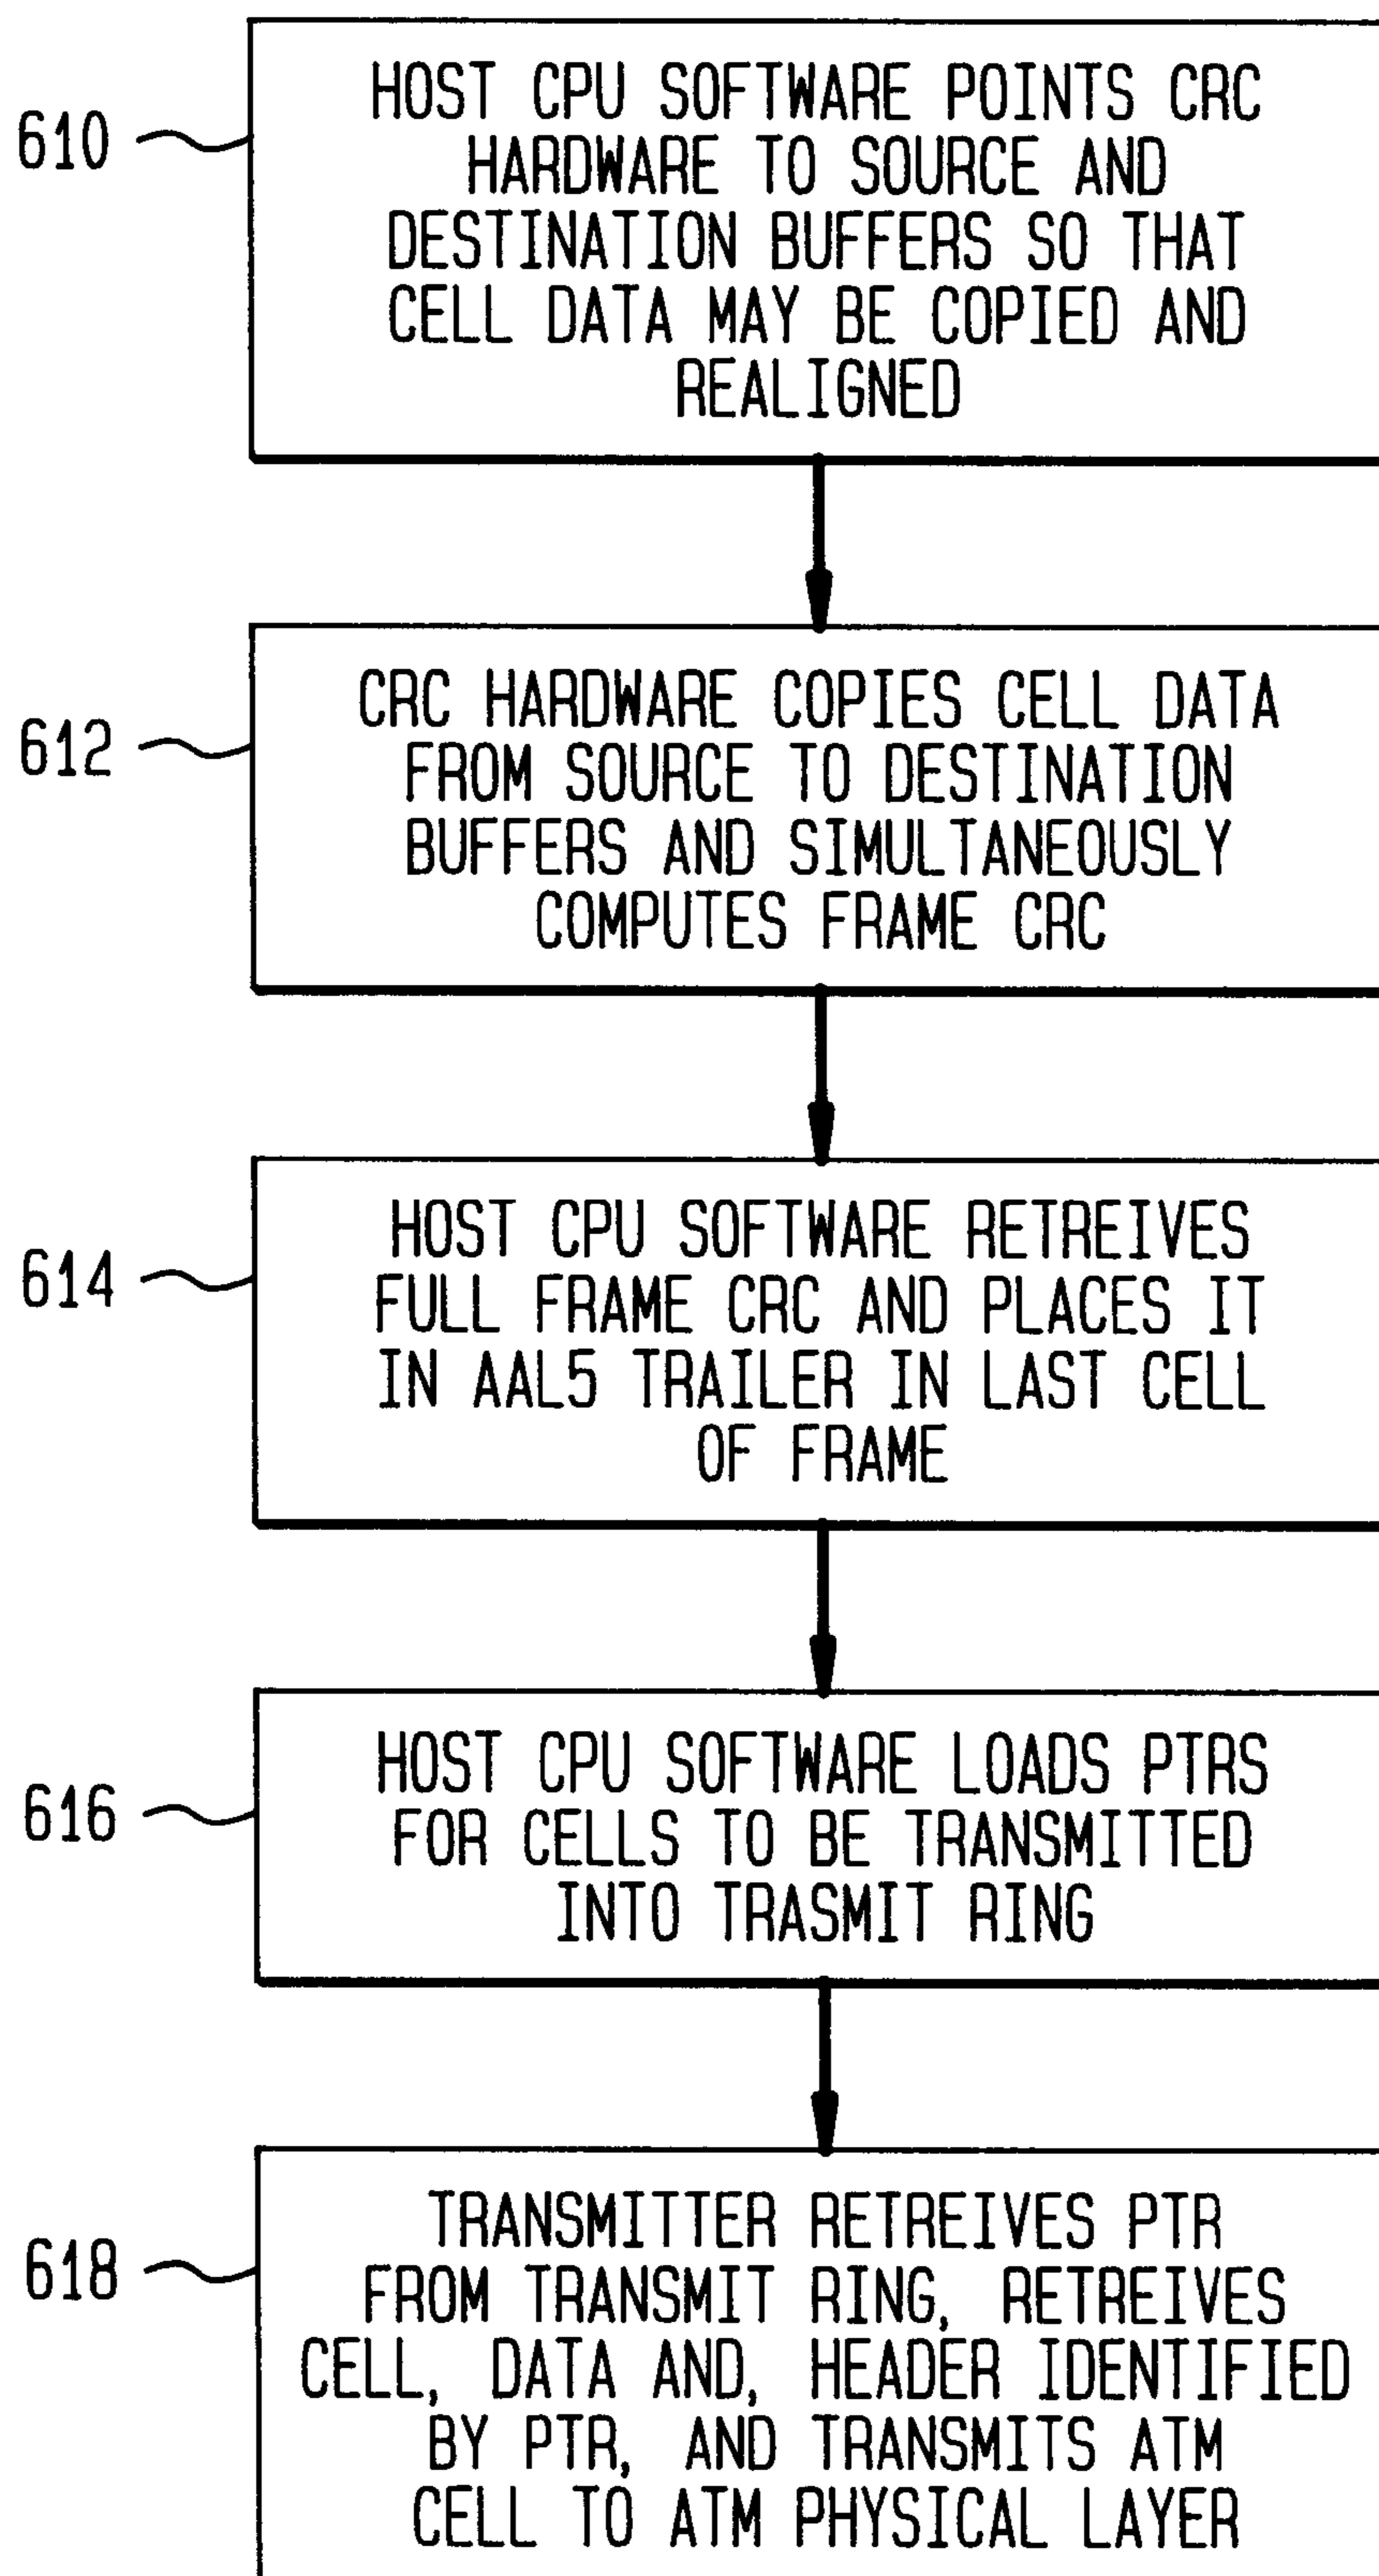 610
HOST CPU SOFTWARE POINTS CRC
HARDWARE TO SOURCE AND
DESTINATION BUFFERS SO THAT
CELL DATA MAY BE COPIED AND
REALIGNED
612
CRC HARDWARE COPIES CELL DATA
FROM SOURCE TO DESTINATION
BUFFERS AND SIMULTANEOUSLY
COMPUTES FRAME CRC
614
HOST CPU SOFTWARE RETREIVES
FULL FRAME CRC AND PLACES IT
IN AAL5 TRAILER IN LAST CELL
OF FRAME
616
HOST CPU SOFTWARE LOADS PTRS
FOR CELLS TO BE TRANSMITTED
INTO TRASMIT RING
618
TRANSMITTER RETREIVES PTR
FROM TRANSMIT RING, RETREIVES
CELL, DATA AND, HEADER IDENTIFIED
BY PTR, AND TRANSMITS ATM
CELL TO ATM PHYSICAL LAYER